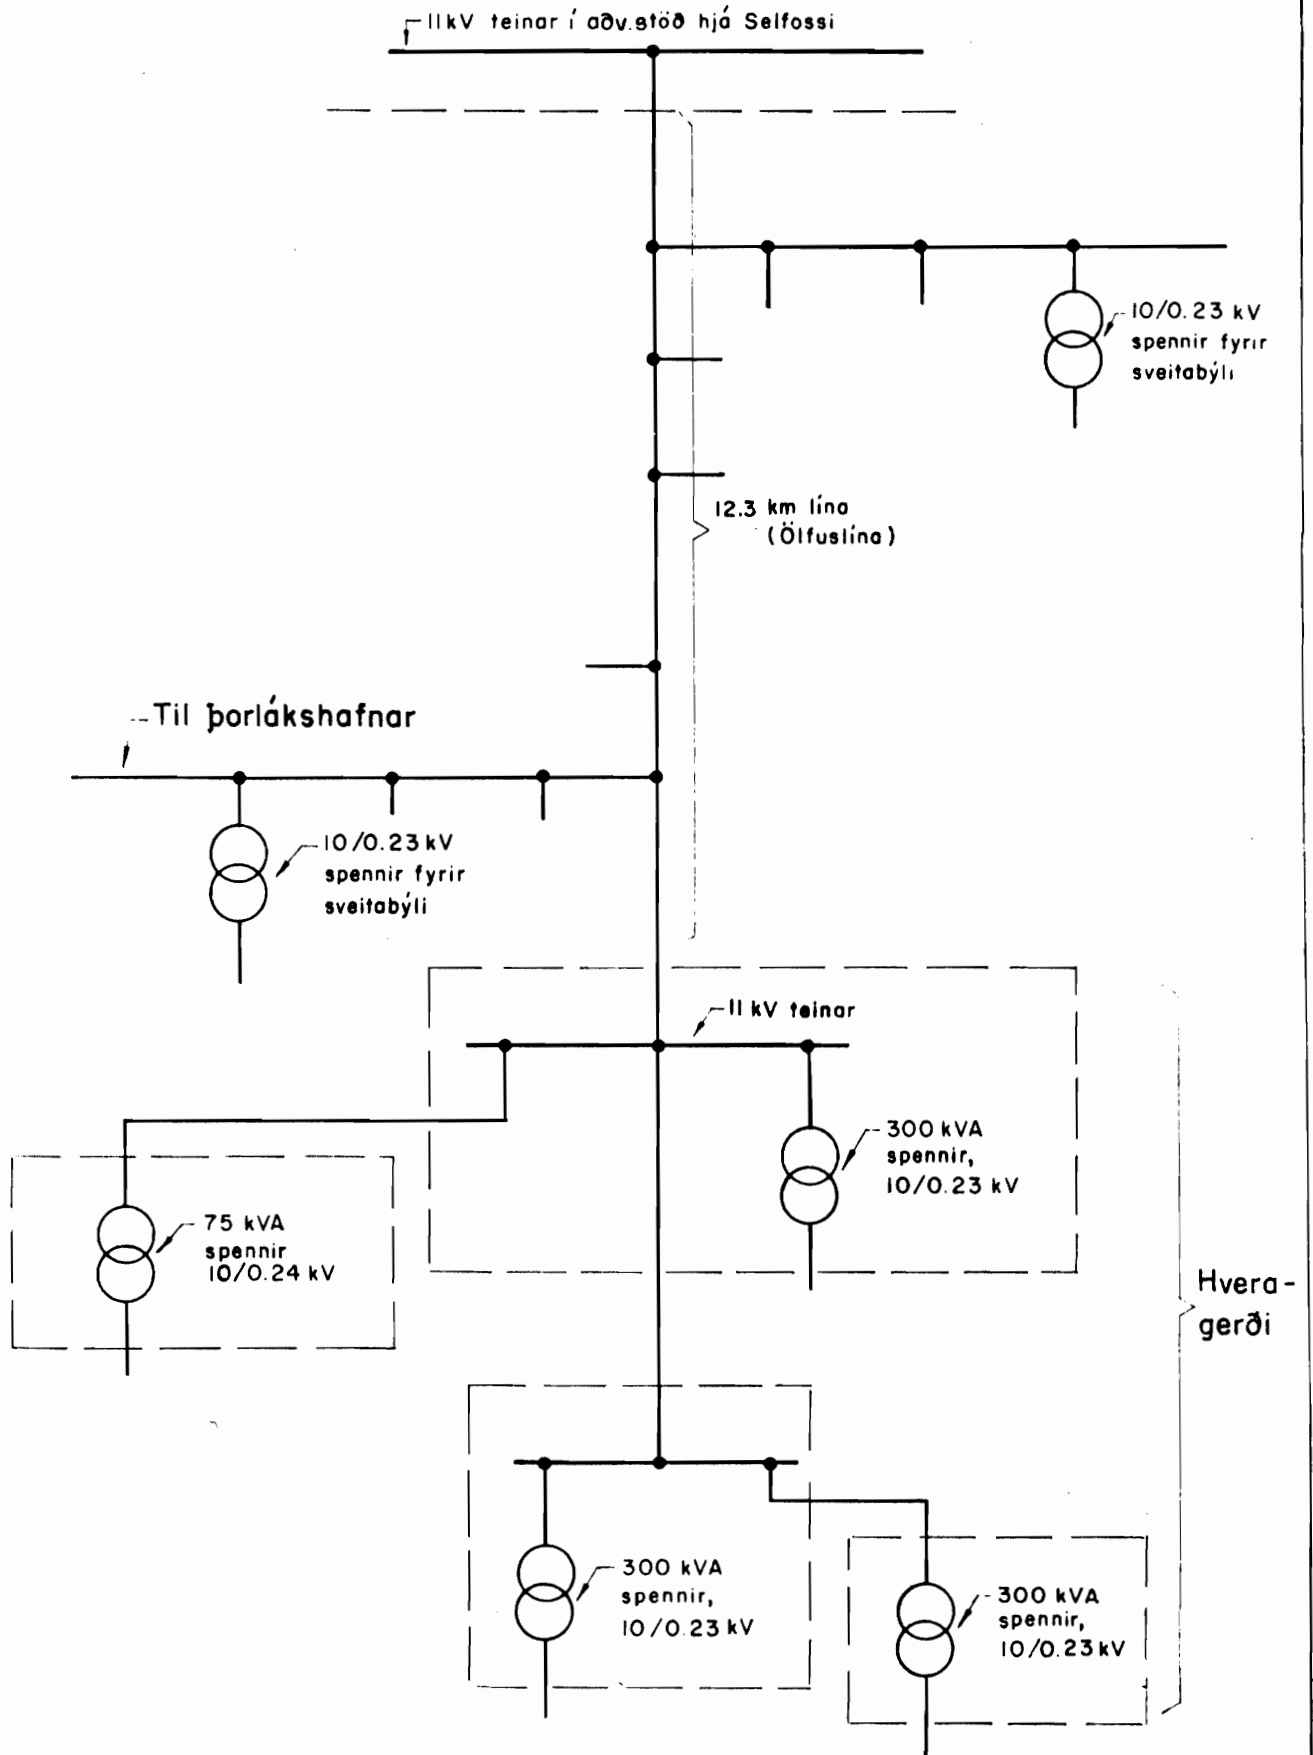 11kV teinar í aðv.stöð hjá Selfossi
10/0.23 kV
spennir fyrir
sveitabýli
12.3 km lína
(Ölfuslína)
Til þorlákshafnar
10/0.23 kV
spennir fyrir
sveitabýli
11 kV teinar
300 kVA
spennir,
10/0.23 kV
75 kVA
spennir
10/0.24 kV
Hvera-
gerði
300 kVA
spennir,
10/0.23 kV
300 kVA
spennir,
10/0.23 kV